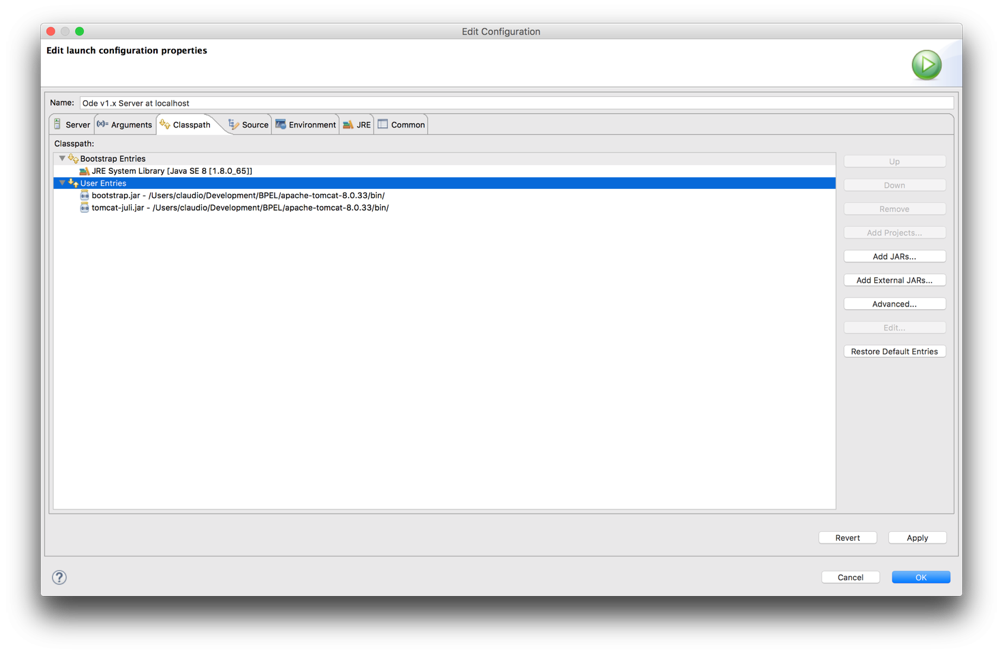 Edit Configuration
Edit launch configuration properties
Name: Ode v1.x Server at localhost
Server Arguments Classpath Source Environment JRE Common
Classpath:
Bootstrap Entries
JRE System Library [Java SE 8 [1.8.0_65]]
User Entries
bootstrap.jar - /Users/claudio/Development/BPEL/apache-tomcat-8.0.33/bin/
tomcat-juli.jar - /Users/claudio/Development/BPEL/apache-tomcat-8.0.33/bin/
Up
Down
Remove
Add Projects...
Add JARs...
Add External JARs...
Advanced...
Edit...
Restore Default Entries
Revert Apply
? Cancel OK